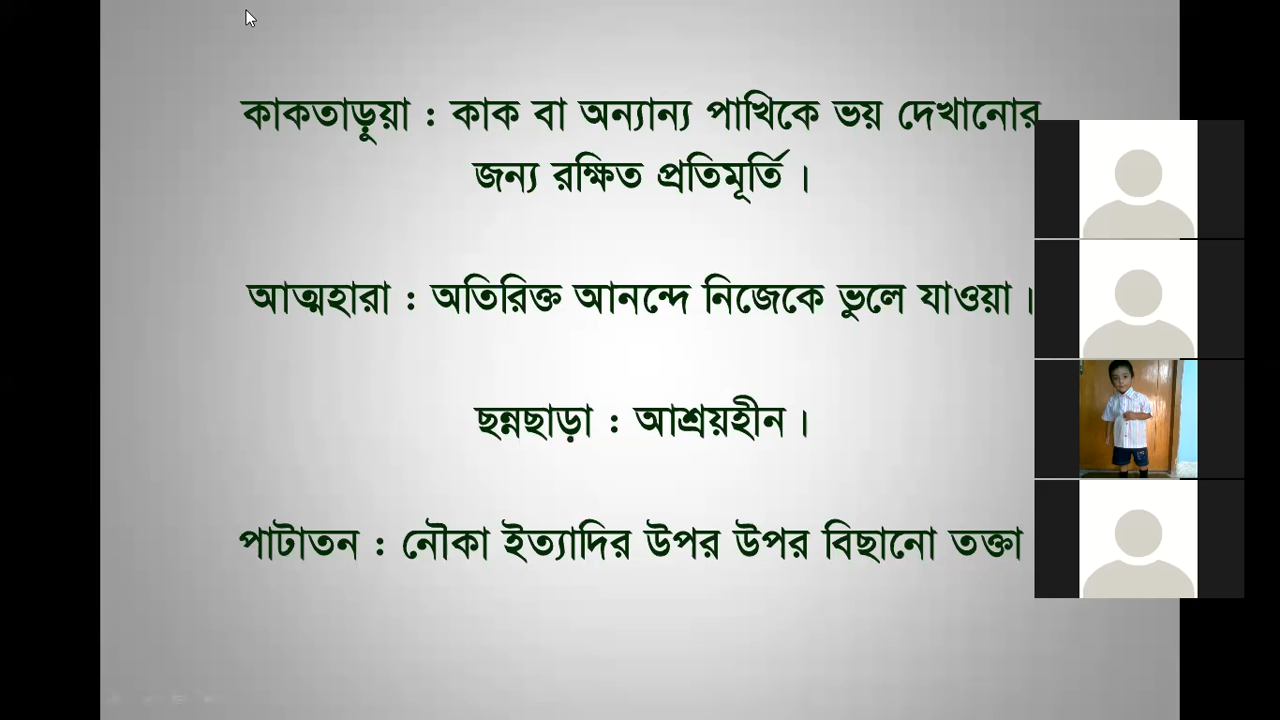 কাকতাড়ুয়া : কাক বা অন্যান্য পাখিকে ভয় দেখানোর
জন্য রক্ষিত প্রতিমূর্তি ।
আত্মহারা : অতিরিক্ত আনন্দে নিজেকে ভুলে যাওয়া ।
ছন্নছাড়া : আশ্রয়হীন ।
পাটাতন : নৌকা ইত্যাদির উপর উপর বিছানো তক্তা